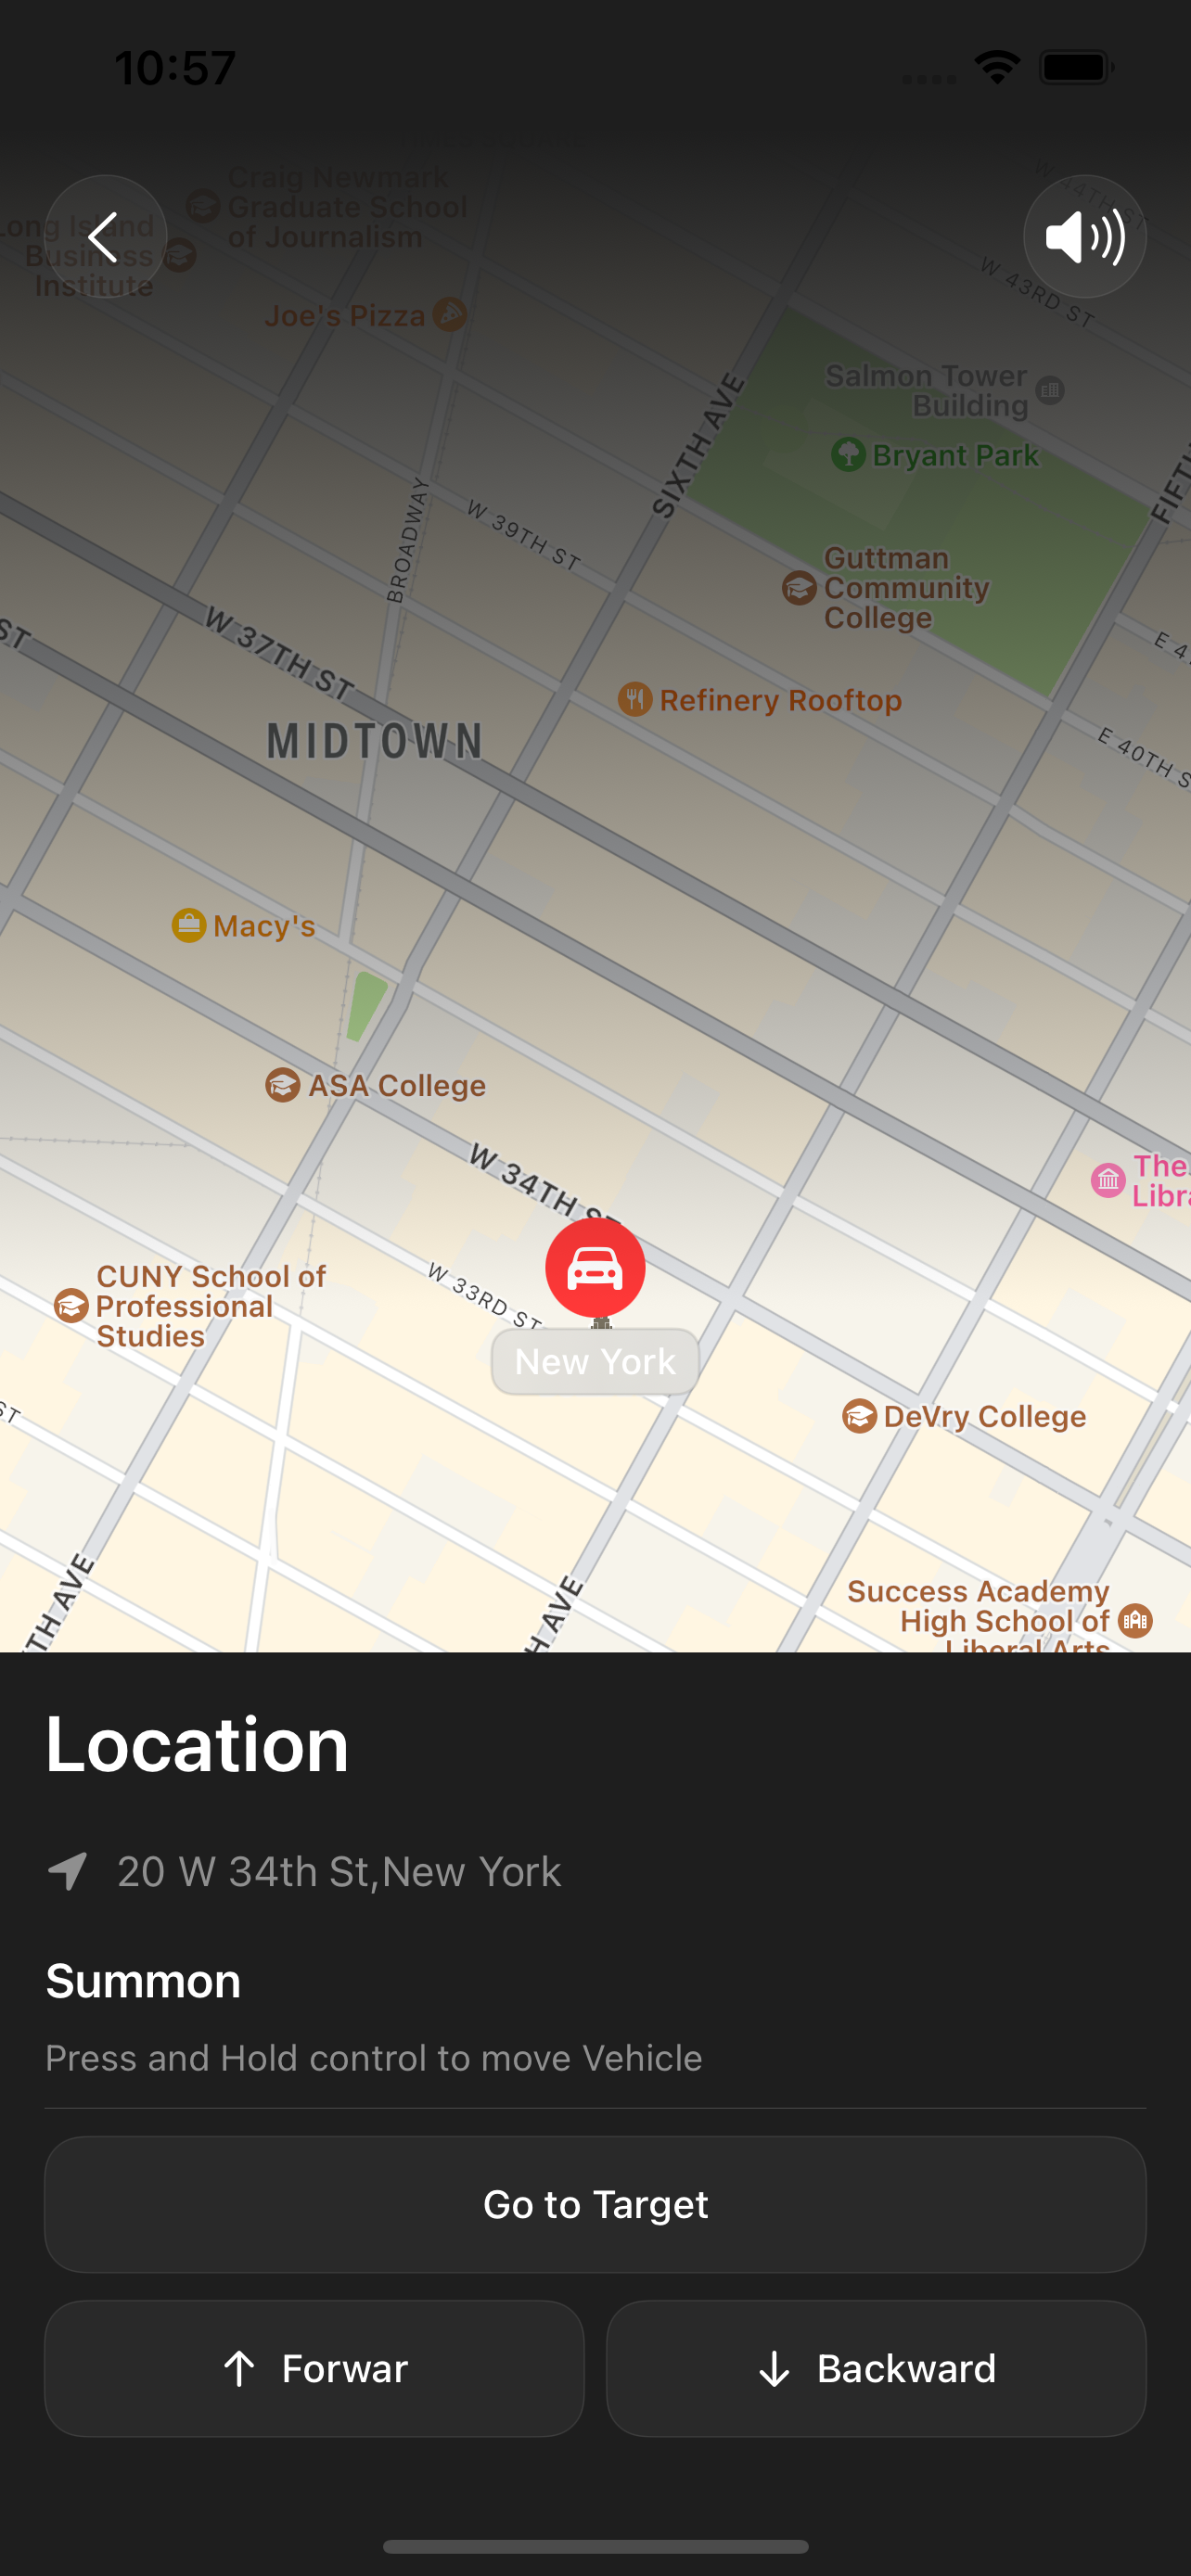 10:57
Craig Newmark
Graduate School
of Journalism
Long Island
Business
Institute
Joe's Pizza
W 44TH ST
W 43RD ST
Salmon Tower
Building
Bryant Park
SIXTH AVE
FIFTH
BROADWAY
W 39TH ST
Guttman
Community
College
W 37TH ST
ST
E 4
Refinery Rooftop
MIDTOWN
E 40TH S
Macy's
ASA College
W 34TH ST
The
Libra
CUNY School of
Professional
Studies
W 33RD ST
New York
DeVry College
ST
TH AVE
H AVE
Success Academy
High School of
Liberal Arts
Location
20 W 34th St,New York
Summon
Press and Hold control to move Vehicle
Go to Target
Forwar
Backward